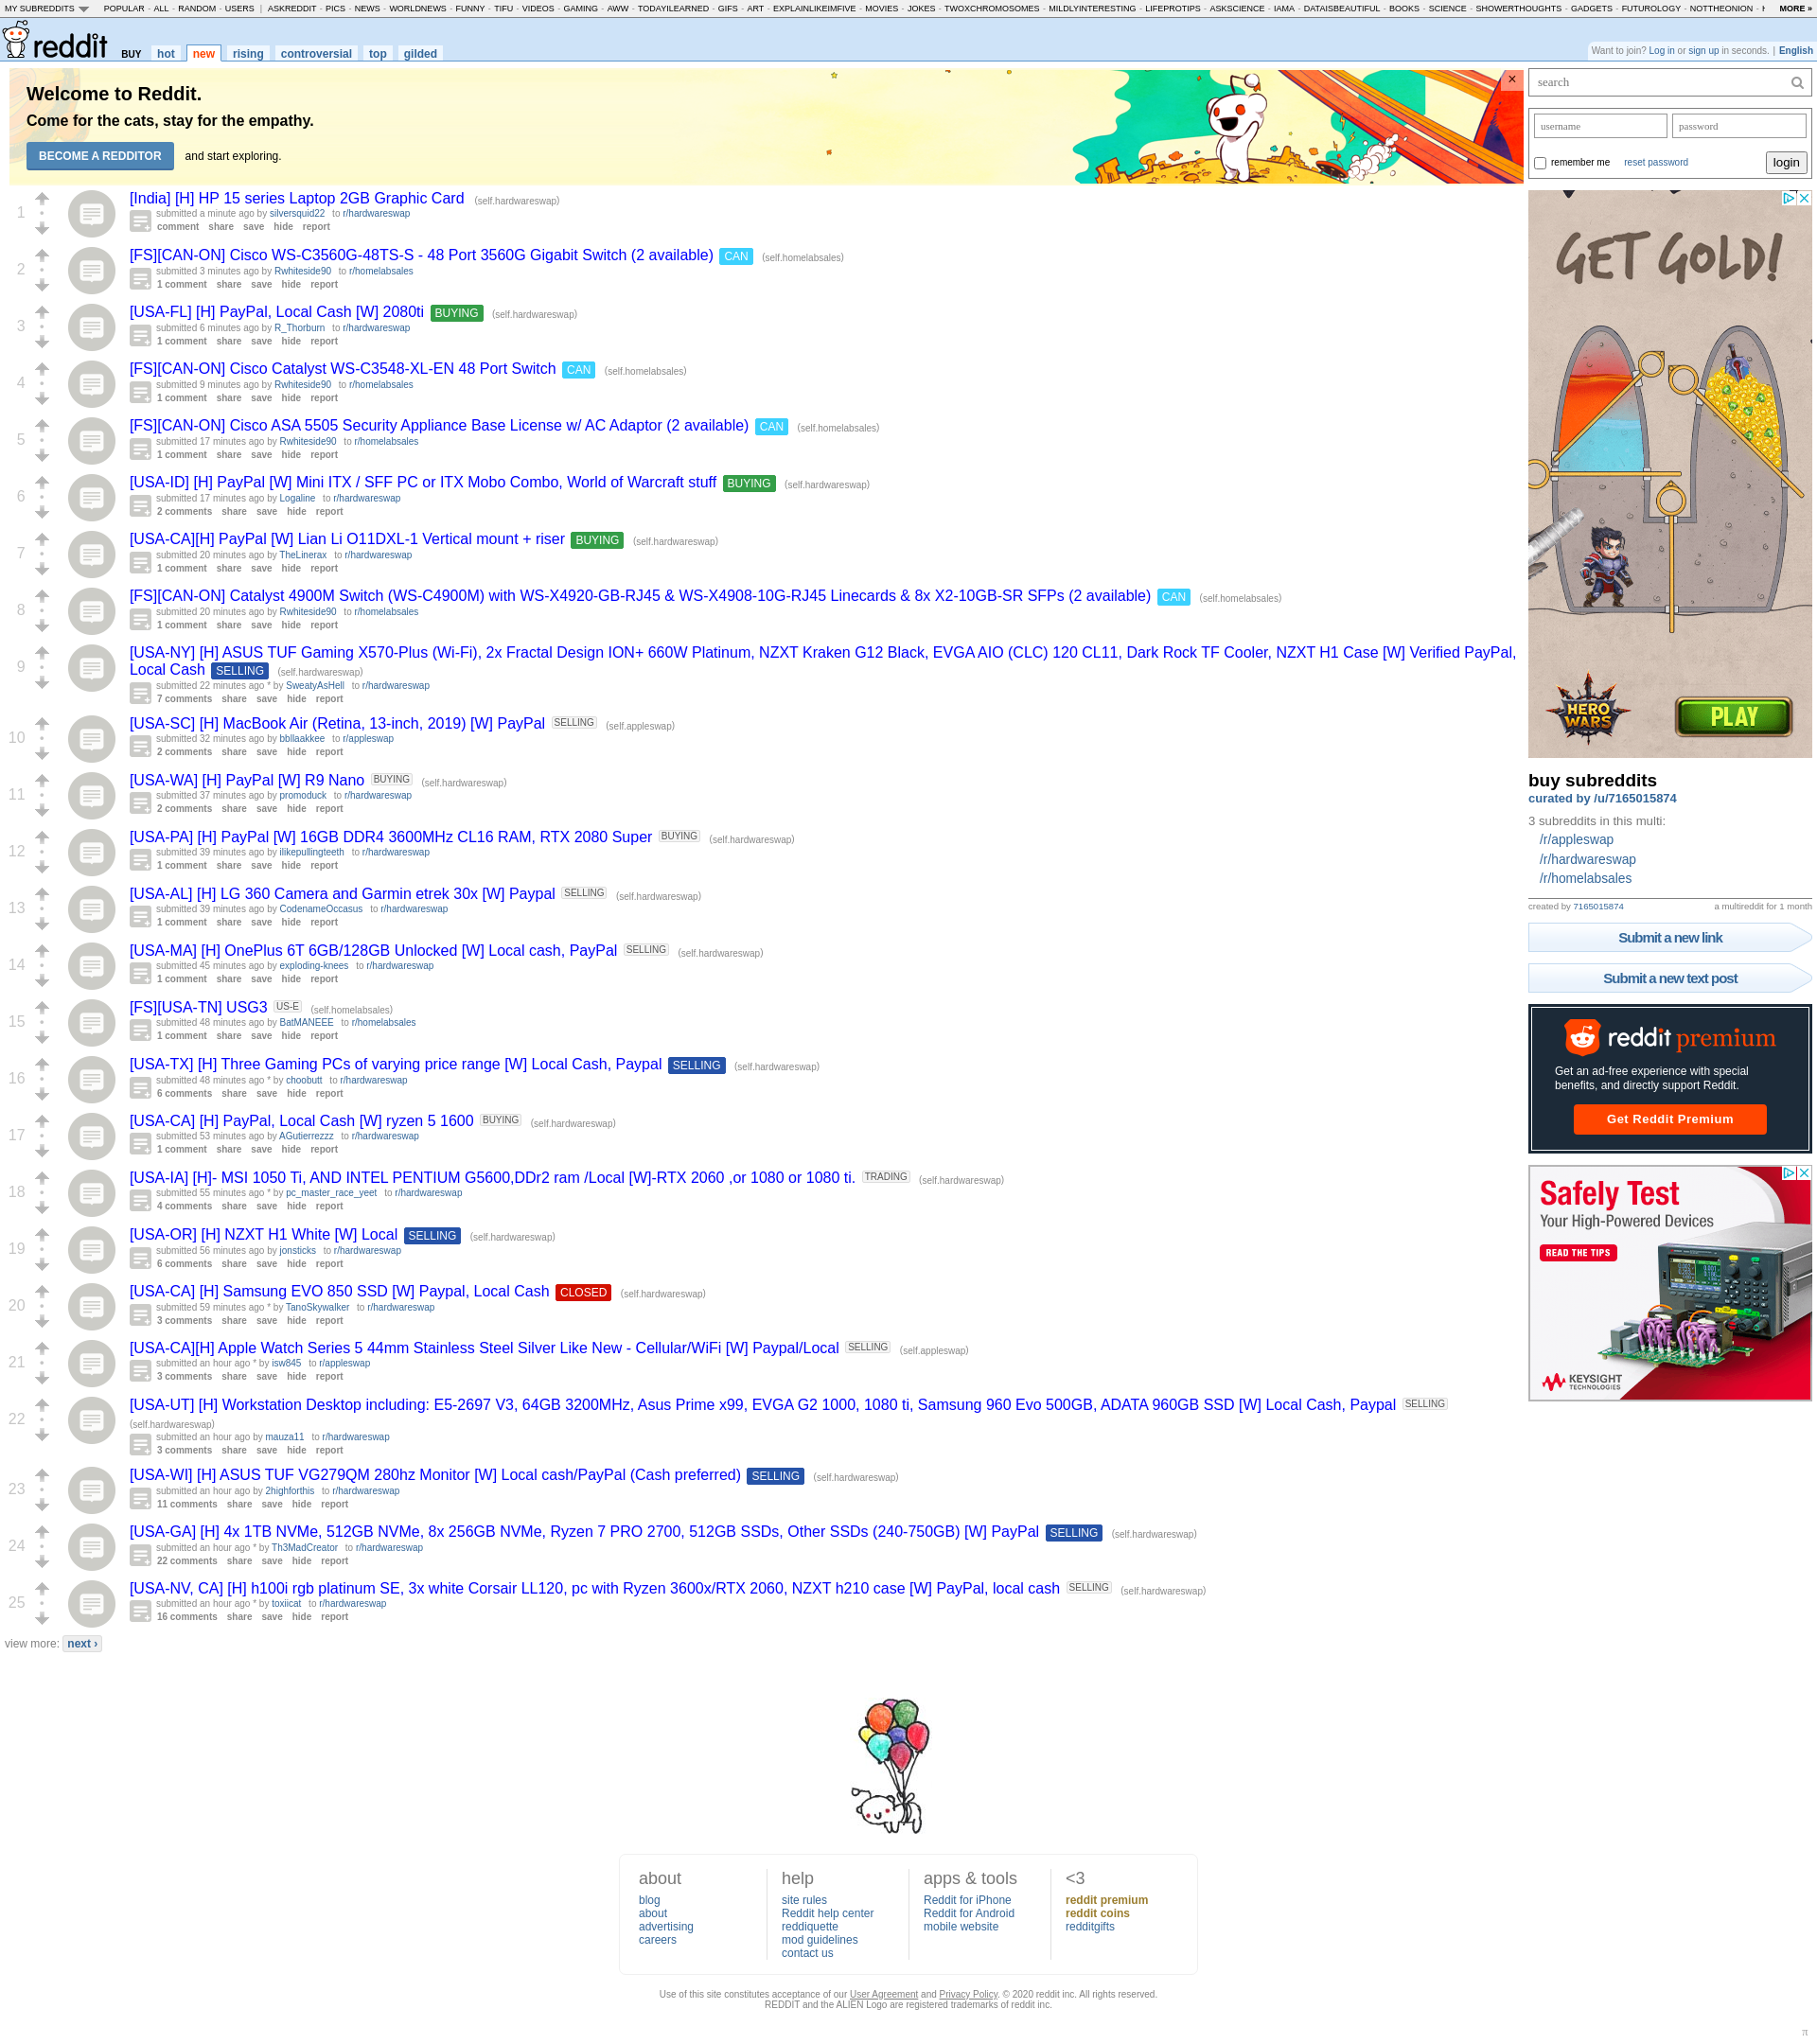 MY SUBREDDITS POPULAR - ALL - RANDOM - USERS | ASKREDDIT - PICS - NEWS - WORLDNEWS - FUNNY - TIFU - VIDEOS - GAMING - AWW - TODAYILEARNED - GIFS - ART - EXPLAINLIKEIMFIVE - MOVIES - JOKES - TWOXCHROMOSOMES - MILDLYINTERESTING - LIFEPROTIPS - ASKSCIENCE - IAMA - DATAISBEAUTIFUL - BOOKS - SCIENCE - SHOWERTHOUGHTS - GADGETS - FUTUROLOGY - NOTTHEONION - MORE »
reddit BUY hot new rising controversial top gilded
Want to join? Log in or sign up in seconds. | English
Welcome to Reddit.
Come for the cats, stay for the empathy.
BECOME A REDDITOR and start exploring.
1
[India] [H] HP 15 series Laptop 2GB Graphic Card (self.hardwareswap)
submitted a minute ago by silversquid22 to r/hardwareswap
comment share save hide report
2
[FS][CAN-ON] Cisco WS-C3560G-48TS-S - 48 Port 3560G Gigabit Switch (2 available) CAN (self.homelabsales)
submitted 3 minutes ago by Rwhiteside90 to r/homelabsales
1 comment share save hide report
3
[USA-FL] [H] PayPal, Local Cash [W] 2080ti BUYING (self.hardwareswap)
submitted 6 minutes ago by R_Thorburn to r/hardwareswap
1 comment share save hide report
4
[FS][CAN-ON] Cisco Catalyst WS-C3548-XL-EN 48 Port Switch CAN (self.homelabsales)
submitted 9 minutes ago by Rwhiteside90 to r/homelabsales
1 comment share save hide report
5
[FS][CAN-ON] Cisco ASA 5505 Security Appliance Base License w/ AC Adaptor (2 available) CAN (self.homelabsales)
submitted 17 minutes ago by Rwhiteside90 to r/homelabsales
1 comment share save hide report
6
[USA-ID] [H] PayPal [W] Mini ITX / SFF PC or ITX Mobo Combo, World of Warcraft stuff BUYING (self.hardwareswap)
submitted 17 minutes ago by Logaline to r/hardwareswap
2 comments share save hide report
7
[USA-CA][H] PayPal [W] Lian Li O11DXL-1 Vertical mount + riser BUYING (self.hardwareswap)
submitted 20 minutes ago by TheLinerax to r/hardwareswap
1 comment share save hide report
8
[FS][CAN-ON] Catalyst 4900M Switch (WS-C4900M) with WS-X4920-GB-RJ45 & WS-X4908-10G-RJ45 Linecards & 8x X2-10GB-SR SFPs (2 available) CAN (self.homelabsales)
submitted 20 minutes ago by Rwhiteside90 to r/homelabsales
1 comment share save hide report
9
[USA-NY] [H] ASUS TUF Gaming X570-Plus (Wi-Fi), 2x Fractal Design ION+ 660W Platinum, NZXT Kraken G12 Black, EVGA AIO (CLC) 120 CL11, Dark Rock TF Cooler, NZXT H1 Case [W] Verified PayPal,
Local Cash SELLING (self.hardwareswap)
submitted 22 minutes ago * by SweatyAsHell to r/hardwareswap
7 comments share save hide report
10
[USA-SC] [H] MacBook Air (Retina, 13-inch, 2019) [W] PayPal SELLING (self.appleswap)
submitted 32 minutes ago by bbllaakkee to r/appleswap
2 comments share save hide report
11
[USA-WA] [H] PayPal [W] R9 Nano BUYING (self.hardwareswap)
submitted 37 minutes ago by promoduck to r/hardwareswap
2 comments share save hide report
12
[USA-PA] [H] PayPal [W] 16GB DDR4 3600MHz CL16 RAM, RTX 2080 Super BUYING (self.hardwareswap)
submitted 39 minutes ago by ilikepullingteeth to r/hardwareswap
1 comment share save hide report
13
[USA-AL] [H] LG 360 Camera and Garmin etrek 30x [W] Paypal SELLING (self.hardwareswap)
submitted 39 minutes ago by CodenameOccasus to r/hardwareswap
1 comment share save hide report
14
[USA-MA] [H] OnePlus 6T 6GB/128GB Unlocked [W] Local cash, PayPal SELLING (self.hardwareswap)
submitted 45 minutes ago by exploding-knees to r/hardwareswap
1 comment share save hide report
15
[FS][USA-TN] USG3 US-E (self.homelabsales)
submitted 48 minutes ago by BatMANEEE to r/homelabsales
1 comment share save hide report
16
[USA-TX] [H] Three Gaming PCs of varying price range [W] Local Cash, Paypal SELLING (self.hardwareswap)
submitted 48 minutes ago * by choobutt to r/hardwareswap
6 comments share save hide report
17
[USA-CA] [H] PayPal, Local Cash [W] ryzen 5 1600 BUYING (self.hardwareswap)
submitted 53 minutes ago by AGutierrezzz to r/hardwareswap
1 comment share save hide report
18
[USA-IA] [H]- MSI 1050 Ti, AND INTEL PENTIUM G5600,DDr2 ram /Local [W]-RTX 2060 ,or 1080 or 1080 ti. TRADING (self.hardwareswap)
submitted 55 minutes ago * by pc_master_race_yeet to r/hardwareswap
4 comments share save hide report
19
[USA-OR] [H] NZXT H1 White [W] Local SELLING (self.hardwareswap)
submitted 56 minutes ago by jonsticks to r/hardwareswap
6 comments share save hide report
20
[USA-CA] [H] Samsung EVO 850 SSD [W] Paypal, Local Cash CLOSED (self.hardwareswap)
submitted 59 minutes ago * by TanoSkywalker to r/hardwareswap
3 comments share save hide report
21
[USA-CA][H] Apple Watch Series 5 44mm Stainless Steel Silver Like New - Cellular/WiFi [W] Paypal/Local SELLING (self.appleswap)
submitted an hour ago * by isw845 to r/appleswap
3 comments share save hide report
22
[USA-UT] [H] Workstation Desktop including: E5-2697 V3, 64GB 3200MHz, Asus Prime x99, EVGA G2 1000, 1080 ti, Samsung 960 Evo 500GB, ADATA 960GB SSD [W] Local Cash, Paypal SELLING
(self.hardwareswap)
submitted an hour ago by mauza11 to r/hardwareswap
3 comments share save hide report
23
[USA-WI] [H] ASUS TUF VG279QM 280hz Monitor [W] Local cash/PayPal (Cash preferred) SELLING (self.hardwareswap)
submitted an hour ago by 2highforthis to r/hardwareswap
11 comments share save hide report
24
[USA-GA] [H] 4x 1TB NVMe, 512GB NVMe, 8x 256GB NVMe, Ryzen 7 PRO 2700, 512GB SSDs, Other SSDs (240-750GB) [W] PayPal SELLING (self.hardwareswap)
submitted an hour ago * by Th3MadCreator to r/hardwareswap
22 comments share save hide report
25
[USA-NV, CA] [H] h100i rgb platinum SE, 3x white Corsair LL120, pc with Ryzen 3600x/RTX 2060, NZXT h210 case [W] PayPal, local cash SELLING (self.hardwareswap)
submitted an hour ago * by toxiicat to r/hardwareswap
16 comments share save hide report
view more: next ›
search
username password
remember me reset password login
GET GOLD!
HERO WARS
PLAY
buy subreddits
curated by /u/7165015874
3 subreddits in this multi:
/r/appleswap
/r/hardwareswap
/r/homelabsales
created by 7165015874 a multireddit for 1 month
Submit a new link
Submit a new text post
reddit premium
Get an ad-free experience with special
benefits, and directly support Reddit.
Get Reddit Premium
Safely Test
Your High-Powered Devices
READ THE TIPS
KEYSIGHT
TECHNOLOGIES
about
blog
about
advertising
careers
help
site rules
Reddit help center
reddiquette
mod guidelines
contact us
apps & tools
Reddit for iPhone
Reddit for Android
mobile website
<3
reddit premium
reddit coins
redditgifts
Use of this site constitutes acceptance of our User Agreement and Privacy Policy. © 2020 reddit inc. All rights reserved.
REDDIT and the ALIEN Logo are registered trademarks of reddit inc.
π